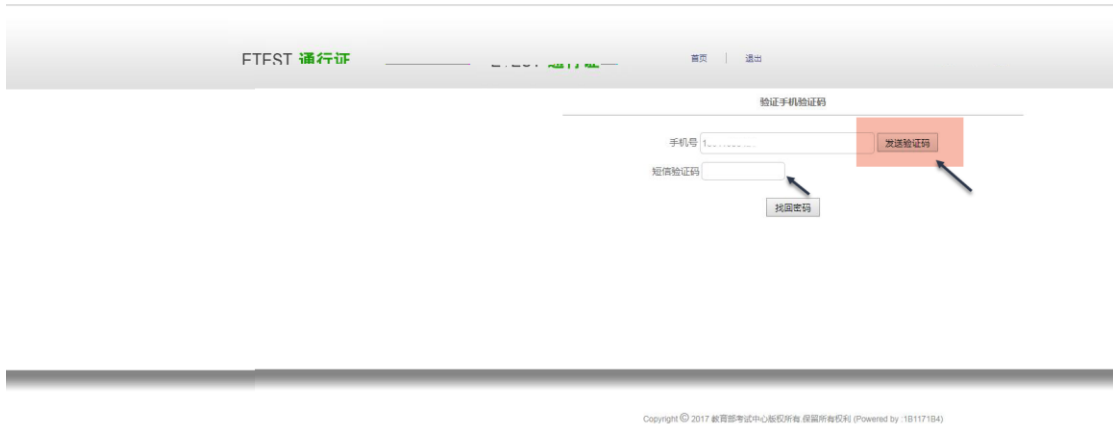 ETEST 通行证
首页 | 退出
验证手机验证码
手机号
发送验证码
短信验证码
找回密码
Copyright © 2017 教育部考试中心版权所有.保留所有权利 (Powered by :1B1171B4)